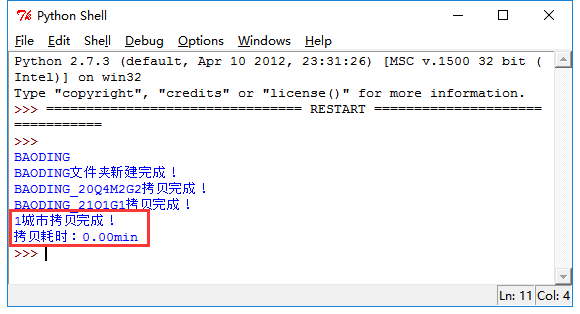 Python Shell
File Edit Shell Debug Options Windows Help
Python 2.7.3 (default, Apr 10 2012, 23:31:26) [MSC v.1500 32 bit (
Intel)] on win32
Type "copyright", "credits" or "license()" for more information.
>>> ================================ RESTART =====================
===========
>>>
BAODING
BAODING文件夹新建完成！
BAODING_20Q4M2G2拷贝完成！
BAODING_21Q1G1拷贝完成！
1城市拷贝完成！
拷贝耗时：0.00min
>>>
Ln: 11 Col: 4